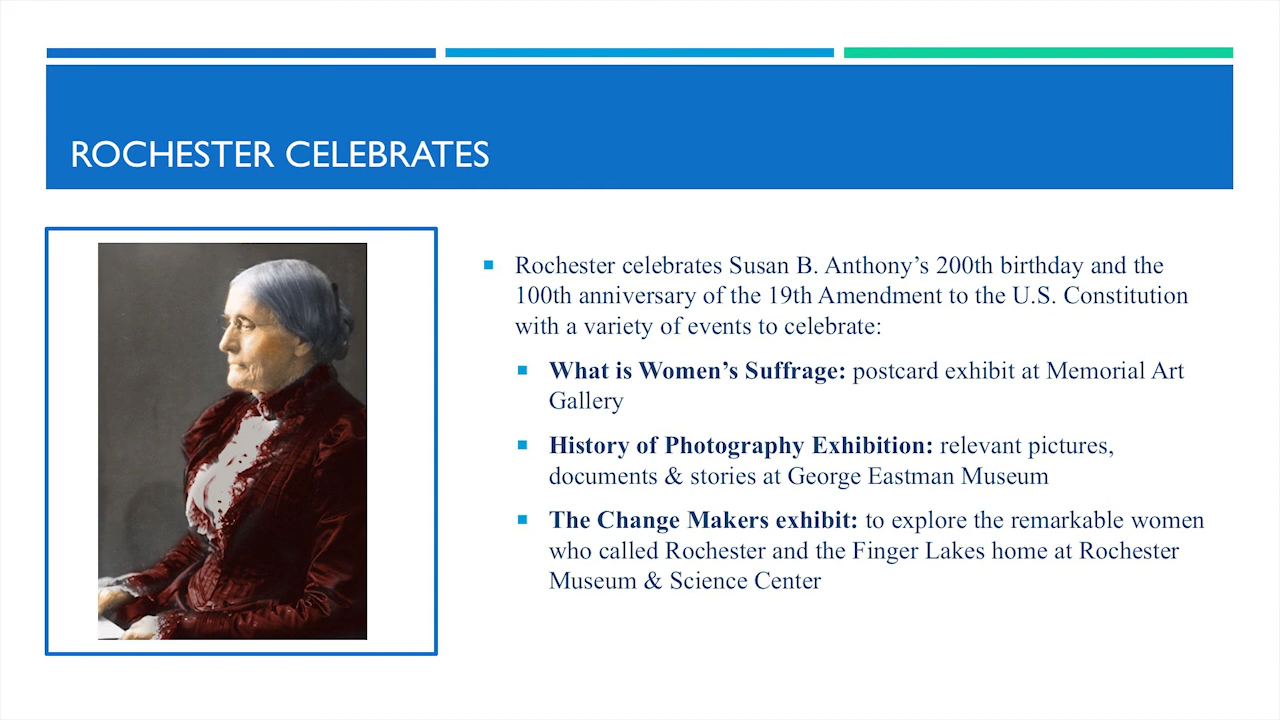 ROCHESTER CELEBRATES
Rochester celebrates Susan B. Anthony’s 200th birthday and the
100th anniversary of the 19th Amendment to the U.S. Constitution
with a variety of events to celebrate:
What is Women’s Suffrage: postcard exhibit at Memorial Art
Gallery
History of Photography Exhibition: relevant pictures,
documents & stories at George Eastman Museum
The Change Makers exhibit: to explore the remarkable women
who called Rochester and the Finger Lakes home at Rochester
Museum & Science Center